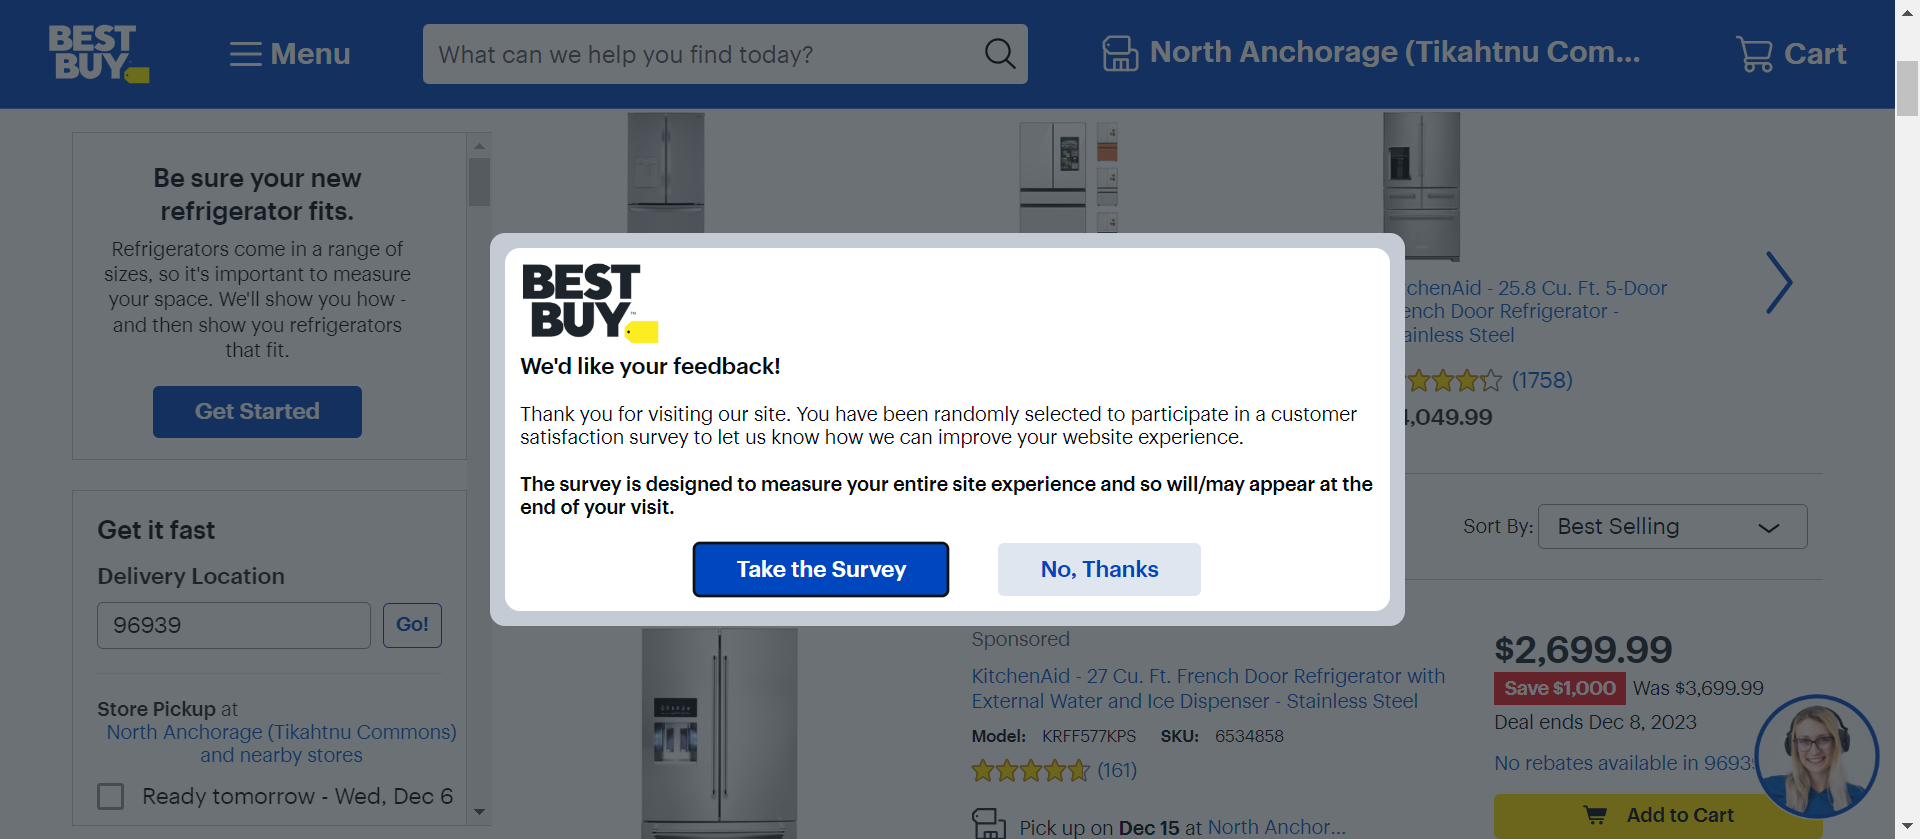 BEST
BUY
Menu
What can we help you find today?
North Anchorage (Tikahtnu Com...
Cart
Be sure your new
refrigerator fits.
Refrigerators come in a range of
sizes, so it's important to measure
your space. We'll show you how -
and then show you refrigerators
that fit.
Get Started
Get it fast
Delivery Location
96939
Go!
Store Pickup at
North Anchorage (Tikahtnu Commons)
and nearby stores
Ready tomorrow - Wed, Dec 6
BEST
BUY™
We'd like your feedback!
Thank you for visiting our site. You have been randomly selected to participate in a customer
satisfaction survey to let us know how we can improve your website experience.
The survey is designed to measure your entire site experience and so will/may appear at the
end of your visit.
Take the Survey
No, Thanks
- 25.8 Cu. Ft. 5-Door
Door Refrigerator -
Steel
(1758)
,049.99
Sort By:
Best Selling
Sponsored
KitchenAid - 27 Cu. Ft. French Door Refrigerator with
External Water and Ice Dispenser - Stainless Steel
Model: KRFF577KPS SKU: 6534858
(161)
Pick up on Dec 15 at North Anchor...
$2,699.99
Save $1,000 Was $3,699.99
Deal ends Dec 8, 2023
No rebates available in 9693
Add to Cart